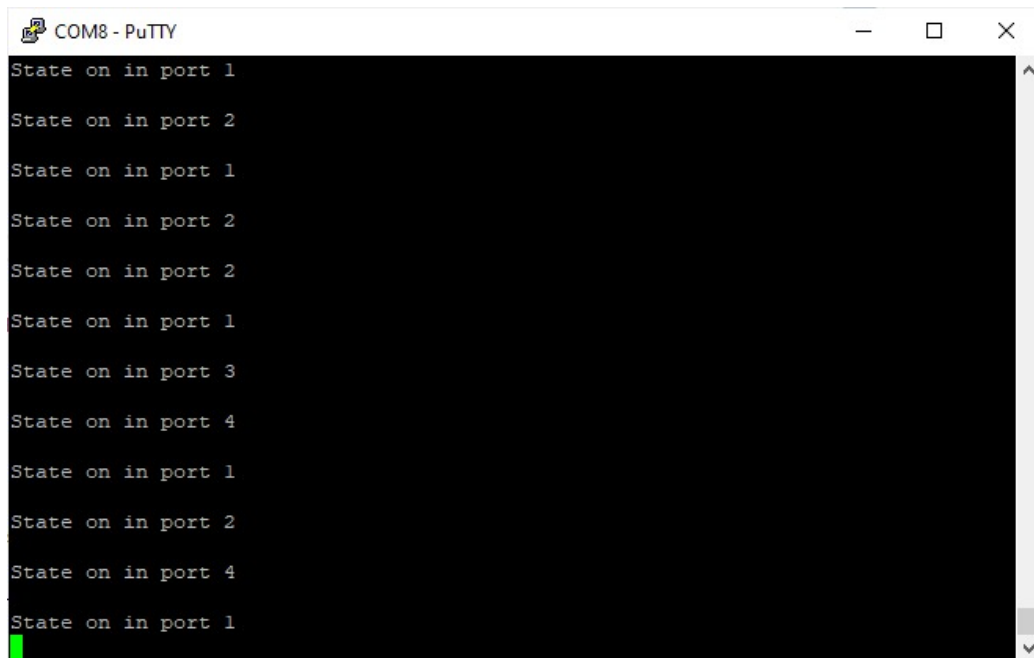 COM8 - PuTTY
State on in port 1
State on in port 2
State on in port 1
State on in port 2
State on in port 2
State on in port 1
State on in port 3
State on in port 4
State on in port 1
State on in port 2
State on in port 4
State on in port 1